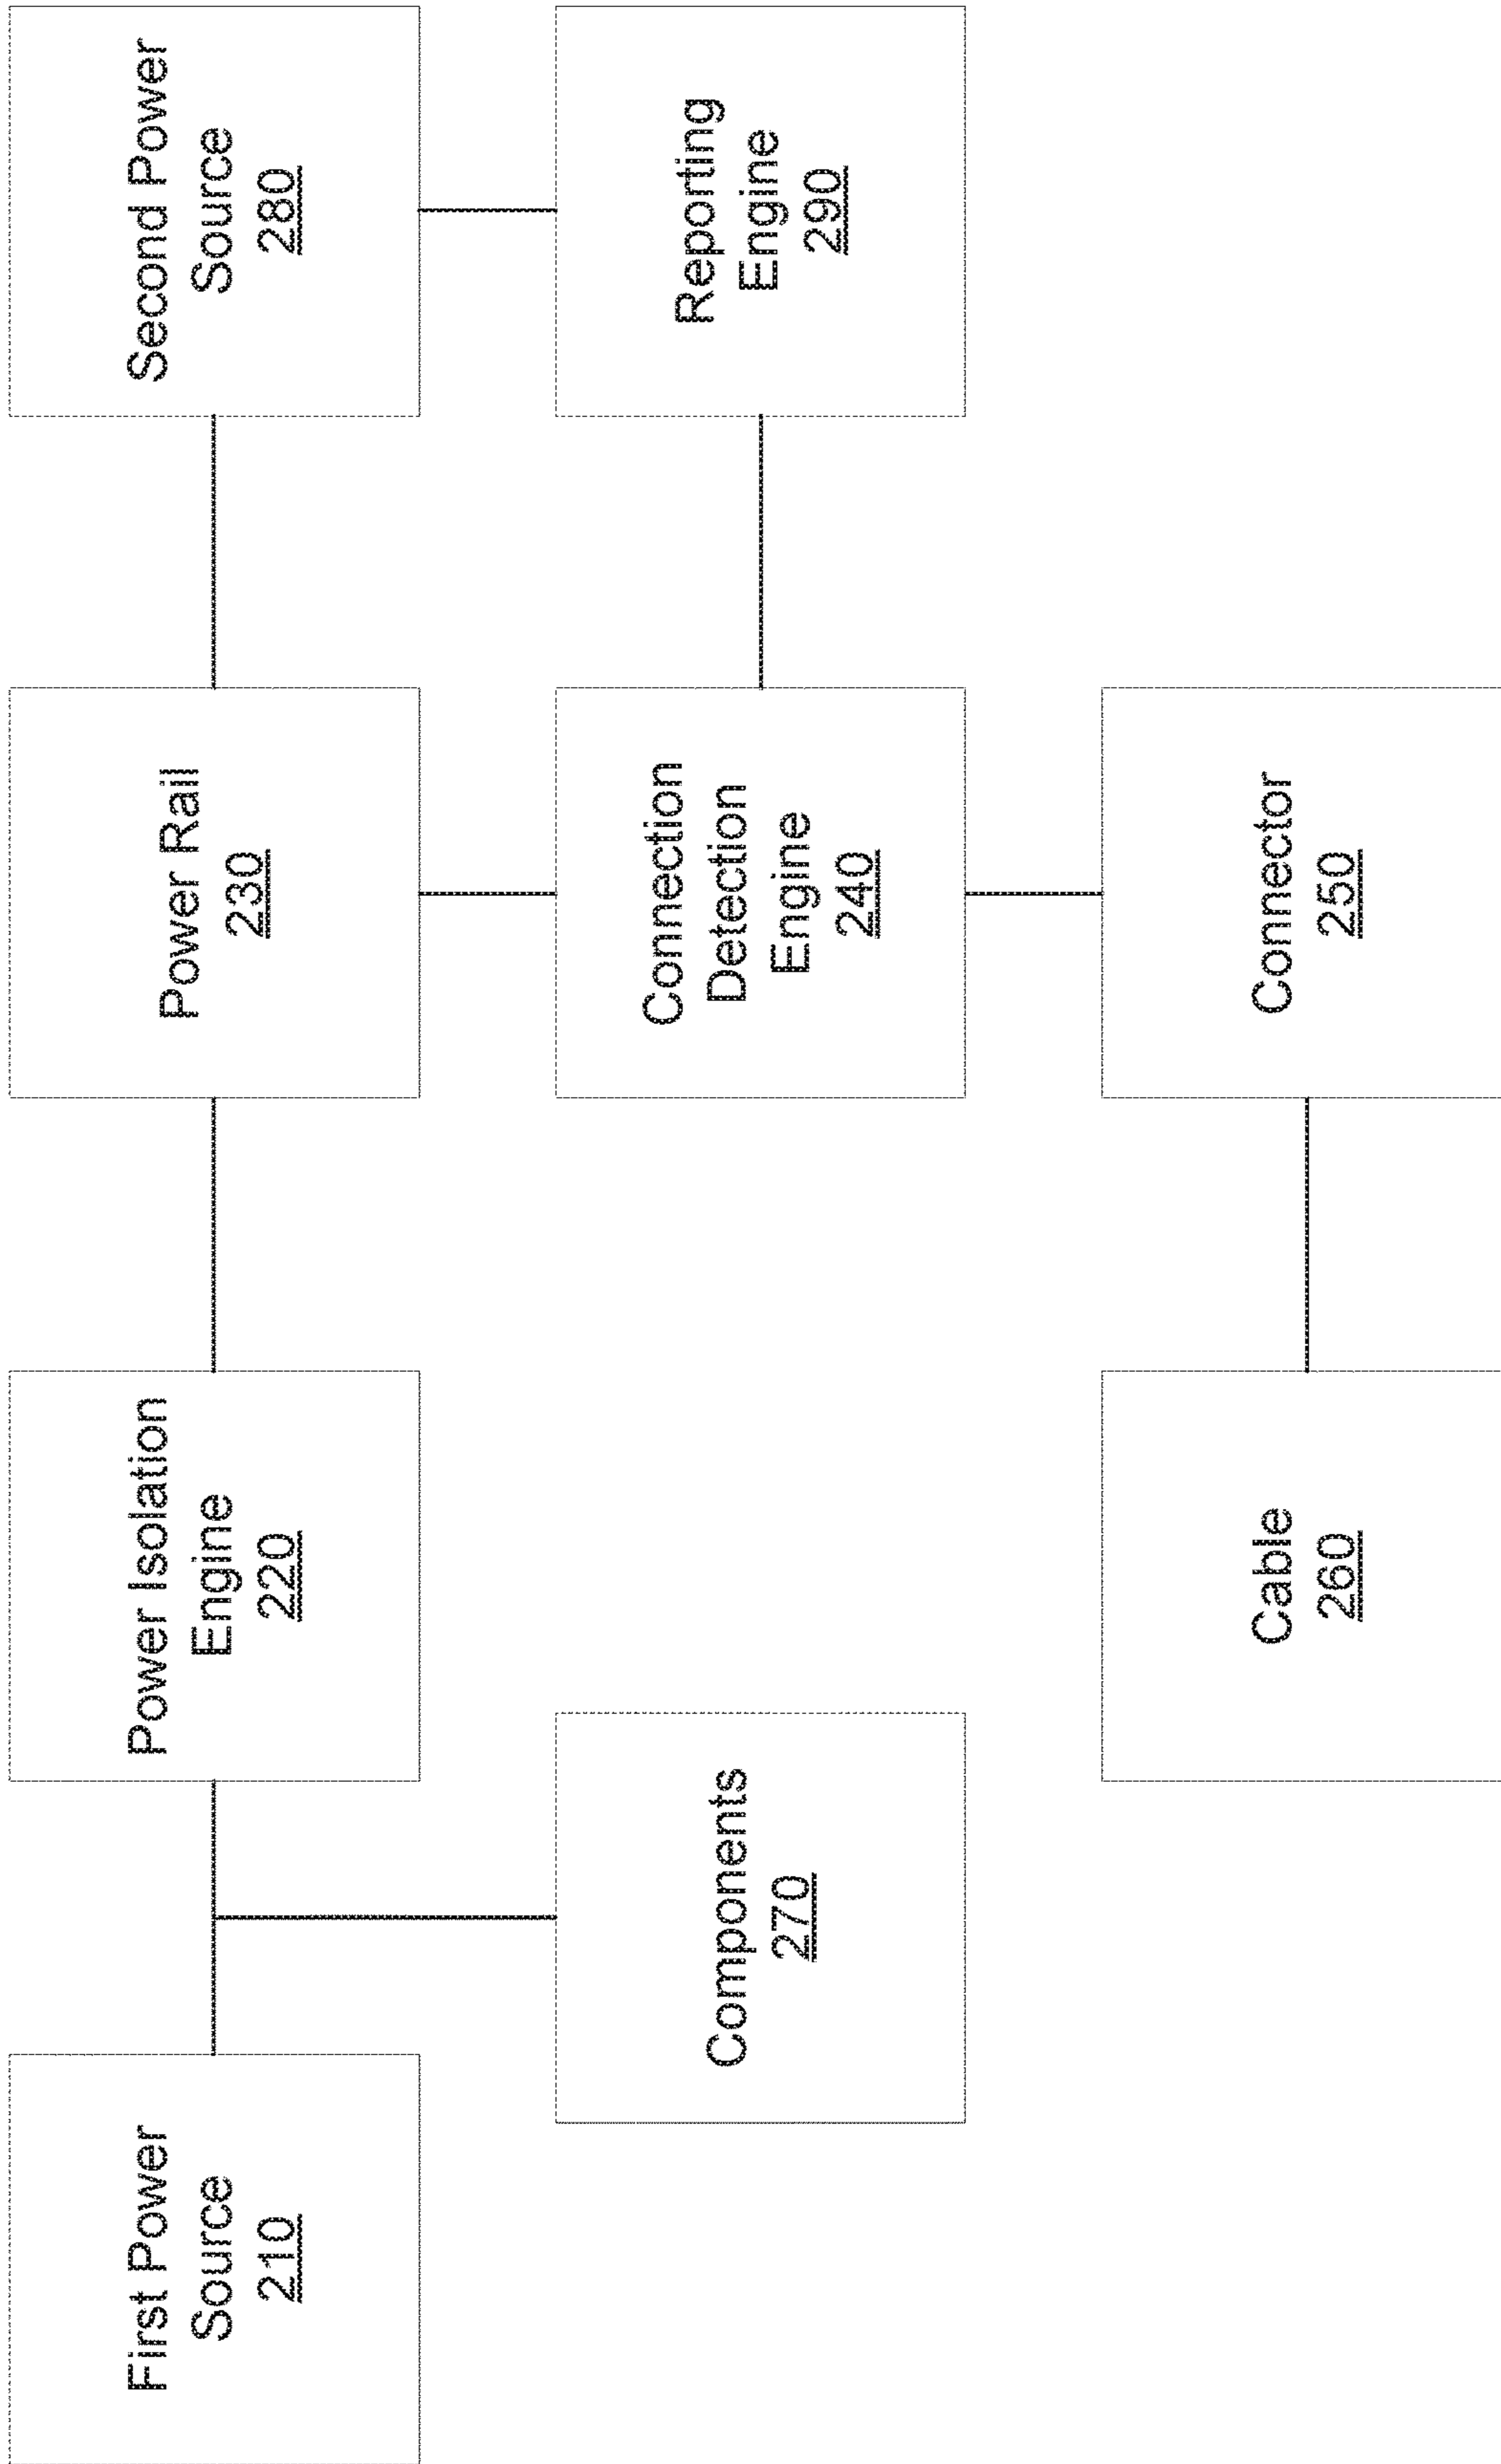 First Power
Source
210
Power Isolation
Engine
220
Power Rail
230
Second Power
Source
280
Components
270
Connection
Detection
Engine
240
Reporting
Engine
290
Cable
260
Connector
250